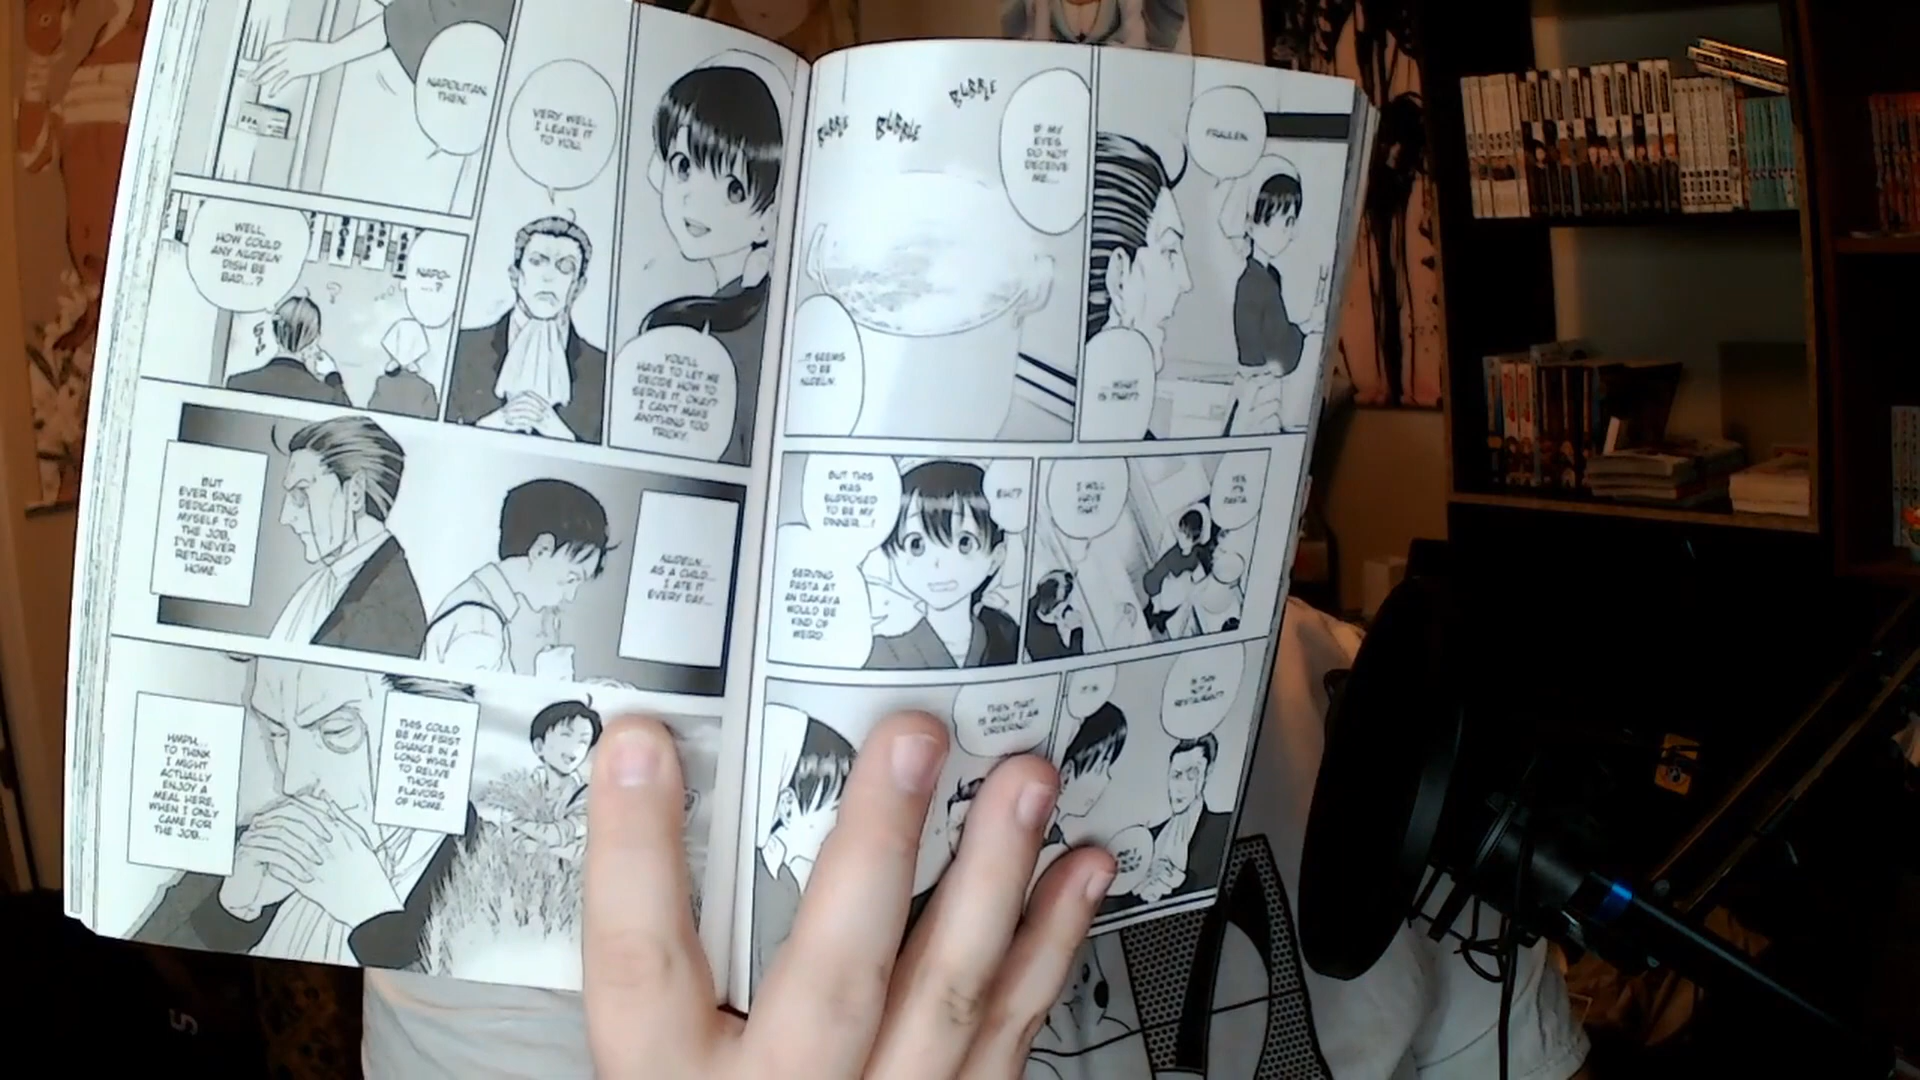 FRÄULEIN.
...WHAT
IS THAT?
IF MY
EYES
DO NOT
DECEIVE
ME...
BUBBLE
BUBBLE
BUBBLE
...IT SEEMS
TO BE
NUDELN.
YES,
IT'S
PASTA.
I WILL
HAVE
THAT.
EH!?
BUT THIS
WAS
SUPPOSED
TO BE MY
DINNER...!
SERVING
PASTA AT
AN IZAKAYA
WOULD BE
KIND OF
WEIRD.
IS THIS
NOT A
RESTAURANT?
IT IS
THEN THAT
IS WHAT I AM
ORDERING!
YOU'LL
HAVE TO LET ME
DECIDE HOW TO
SERVE IT, OKAY?
I CAN'T MAKE
ANYTHING TOO
TRICKY.
VERY WELL.
I LEAVE IT
TO YOU.
NAPOLITAN,
THEN.
NAPO-
...?
WELL,
HOW COULD
ANY NUDELN
DISH BE
BAD...?
NUDELN...
AS A CHILD...
I ATE IT
EVERY DAY...
BUT
EVER SINCE
DEDICATING
MYSELF TO
THE JOB,
I'VE NEVER
RETURNED
HOME.
THIS COULD
BE MY FIRST
CHANCE IN A
LONG WHILE
TO RELIVE
THOSE
FLAVORS
OF HOME.
HMPH...
TO THINK
I MIGHT
ACTUALLY
ENJOY A
MEAL HERE,
WHEN I ONLY
CAME FOR
THE JOB...